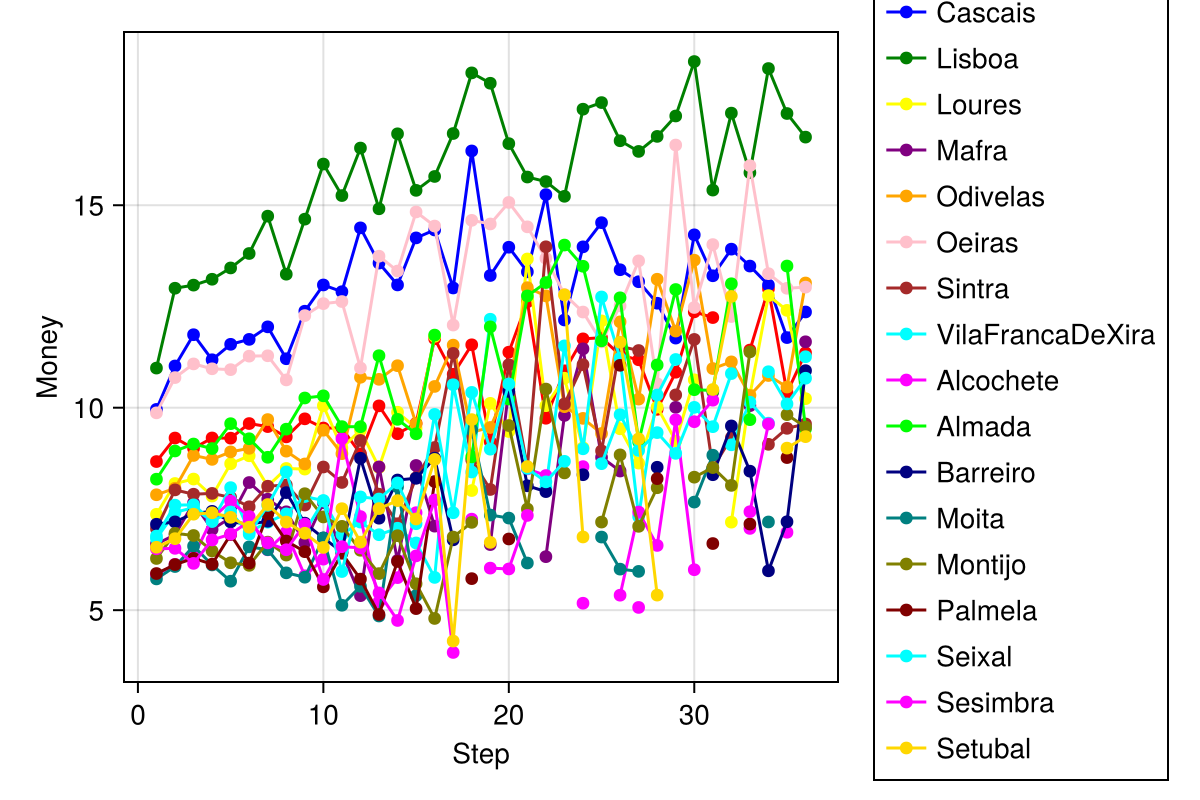 Cascais
Lisboa
Loures
Mafra
Odivelas
Oeiras
Sintra
VilaFrancaDeXira
Alcochete
Almada
Barreiro
Moita
Montijo
Palmela
Seixal
Sesimbra
Setubal
15
10
5
Money
0 10 20 30
Step